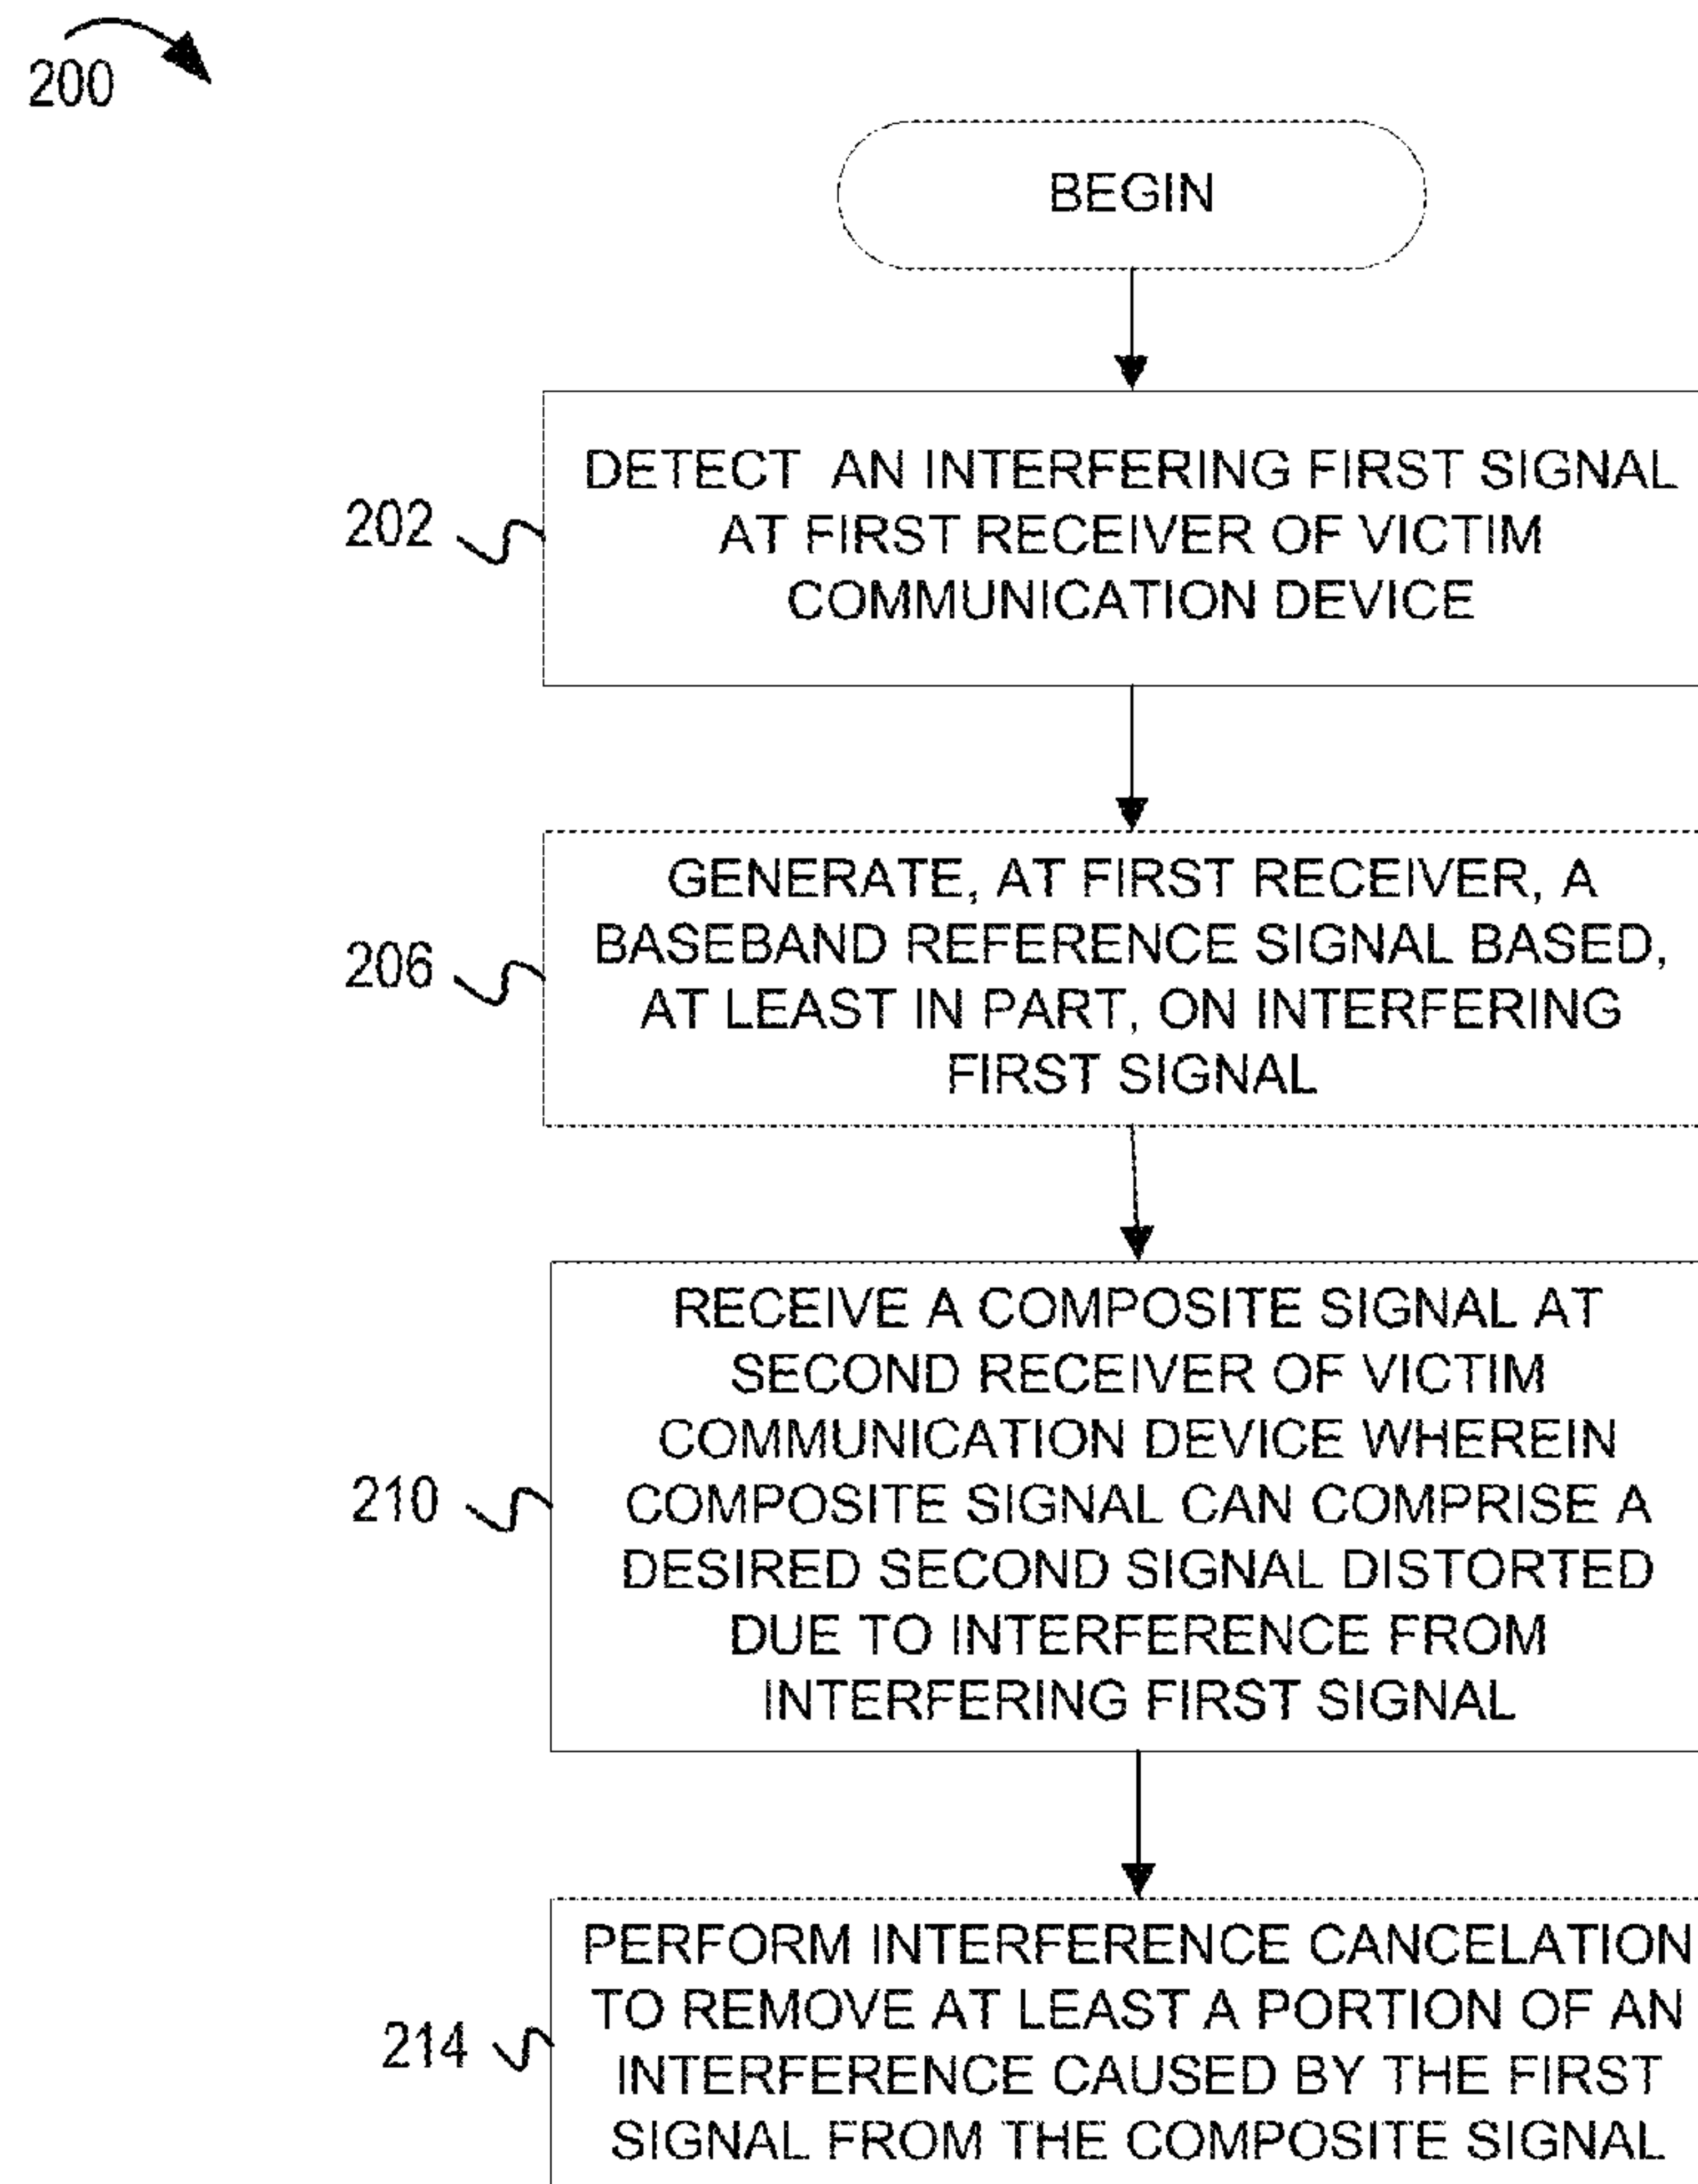 200
BEGIN
202
DETECT AN INTERFERING FIRST SIGNAL
AT FIRST RECEIVER OF VICTIM
COMMUNICATION DEVICE
206
GENERATE, AT FIRST RECEIVER, A
BASEBAND REFERENCE SIGNAL BASED,
AT LEAST IN PART, ON INTERFERING
FIRST SIGNAL
210
RECEIVE A COMPOSITE SIGNAL AT
SECOND RECEIVER OF VICTIM
COMMUNICATION DEVICE WHEREIN
COMPOSITE SIGNAL CAN COMPRISE A
DESIRED SECOND SIGNAL DISTORTED
DUE TO INTERFERENCE FROM
INTERFERING FIRST SIGNAL
214
PERFORM INTERFERENCE CANCELATION
TO REMOVE AT LEAST A PORTION OF AN
INTERFERENCE CAUSED BY THE FIRST
SIGNAL FROM THE COMPOSITE SIGNAL